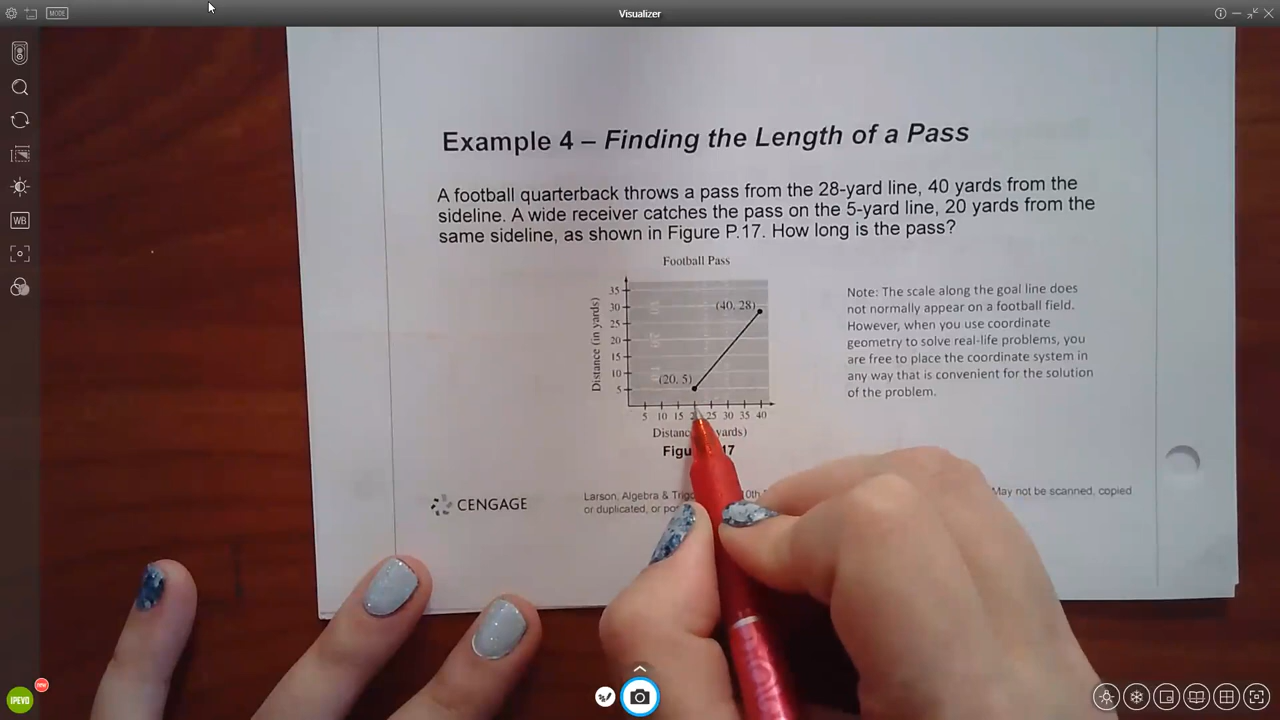 MODE
Visualizer
WB
Example 4 – Finding the Length of a Pass
A football quarterback throws a pass from the 28-yard line, 40 yards from the
sideline. A wide receiver catches the pass on the 5-yard line, 20 yards from the
same sideline, as shown in Figure P.17. How long is the pass?
Football Pass
Distance (in yards)
35
30
25
20
15
10
5
(40, 28)
(20, 5)
5 10 15 25 30 35 40
yards)
17
Note: The scale along the goal line does
not normally appear on a football field.
However, when you use coordinate
geometry to solve real-life problems, you
are free to place the coordinate system in
any way that is convenient for the solution
of the problem.
CENGAGE
Larson, Algebra & May not be scanned, copied
or duplicated, or
IPEVO
new